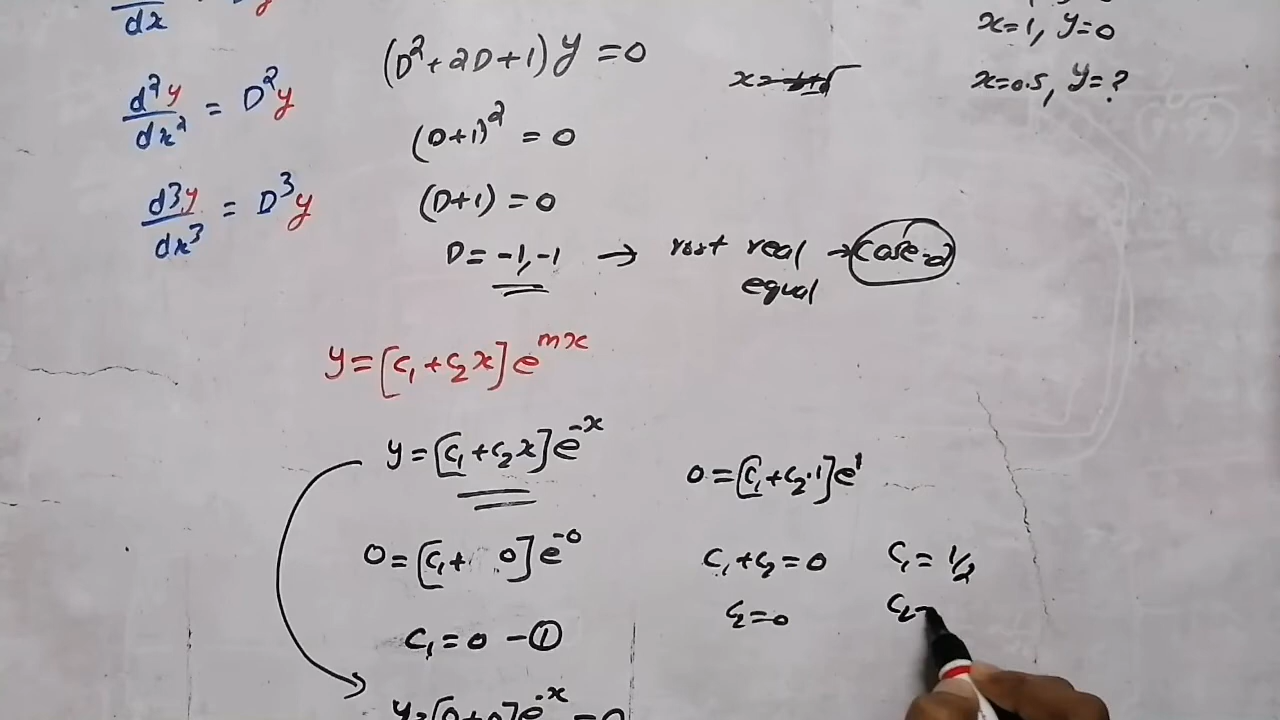 dx
d²y/dx² = D²y
d³y/dx³ = D³y
(D²+2D+1)y=0
(D+1)²=0
(D+1)=0
D=-1,-1 → root real → case-2
equal
x=1, y=0
x=0.5, y=?
y=[c₁+c₂x]e^mx
y=[c₁+c₂x]e^-x
0=[c₁+ 0]e^-0
c₁=0 -①
y=[0+0]e^-x=0
0=[c₁+c₂·1]e^1
c₁+c₂=0
c₂=0
c₁=1/2
c₂=